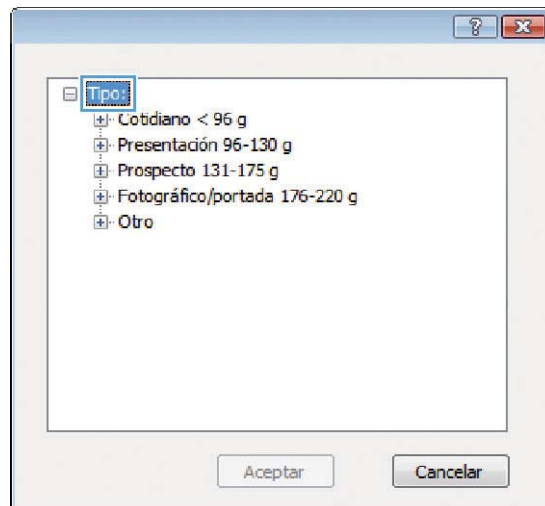 Tipo:
Cotidiano < 96 g
Presentación 96-130 g
Prospecto 131-175 g
Fotográfico/portada 176-220 g
Otro
Aceptar Cancelar